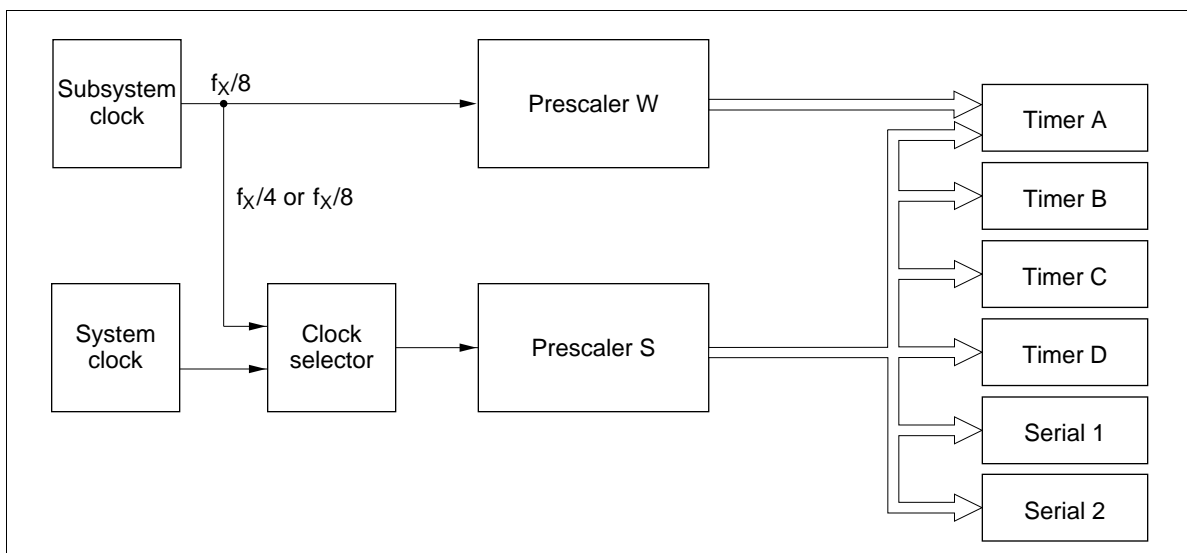 Subsystem
clock
fX/8
Prescaler W
Timer A
fX/4 or fX/8
Timer B
Timer C
System
clock
Clock
selector
Prescaler S
Timer D
Serial 1
Serial 2